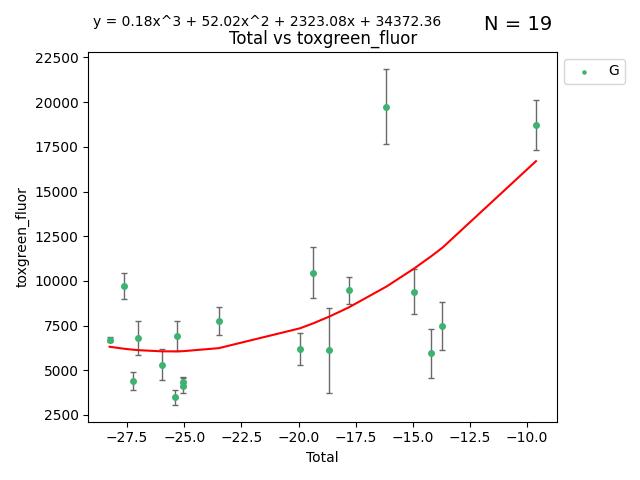 y = 0.18x^3 + 52.02x^2 + 2323.08x + 34372.36
N = 19
Total vs toxgreen_fluor
G
22500
20000
17500
15000
12500
10000
7500
5000
2500
toxgreen_fluor
−27.5 −25.0 −22.5 −20.0 −17.5 −15.0 −12.5 −10.0
Total